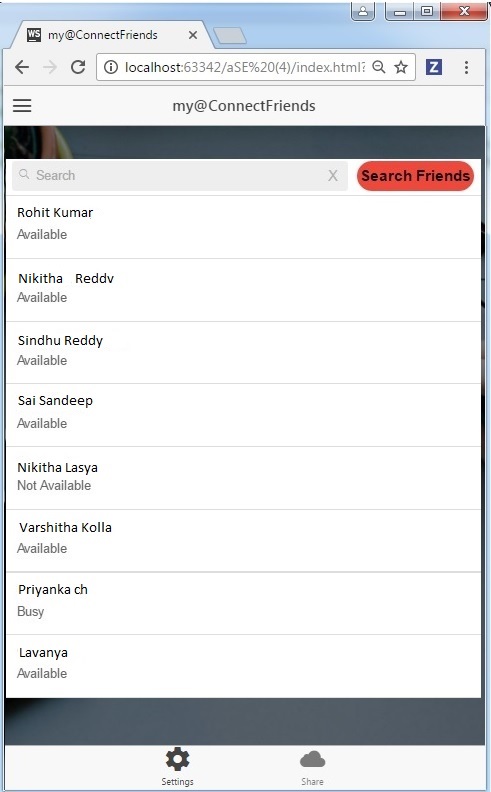 WS my@ConnectFriends
localhost:63342/aSE%20(4)/index.html?
Z
my@ConnectFriends
Search X Search Friends
Rohit Kumar
Available
Nikitha Reddy
Available
Sindhu Reddy
Available
Sai Sandeep
Available
Nikitha Lasya
Not Available
Varshitha Kolla
Available
Priyanka ch
Busy
Lavanya
Available
Settings Share